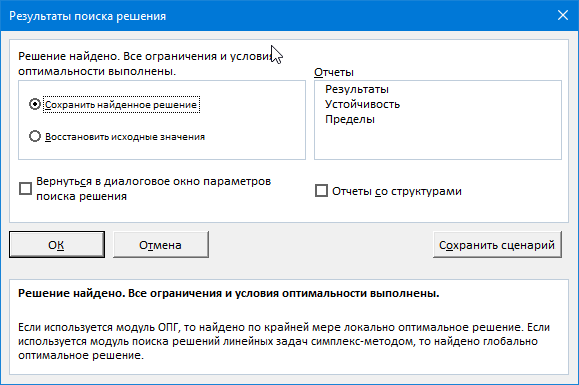 Результаты поиска решения
Решение найдено. Все ограничения и условия
оптимальности выполнены.
Отчеты
Результаты
Устойчивость
Пределы
Сохранить найденное решение
Восстановить исходные значения
Вернуться в диалоговое окно параметров
поиска решения
Отчеты со структурами
ОК
Отмена
Сохранить сценарий
Решение найдено. Все ограничения и условия оптимальности выполнены.
Если используется модуль ОПГ, то найдено по крайней мере локально оптимальное решение. Если
используется модуль поиска решений линейных задач симплекс-методом, то найдено глобально
оптимальное решение.